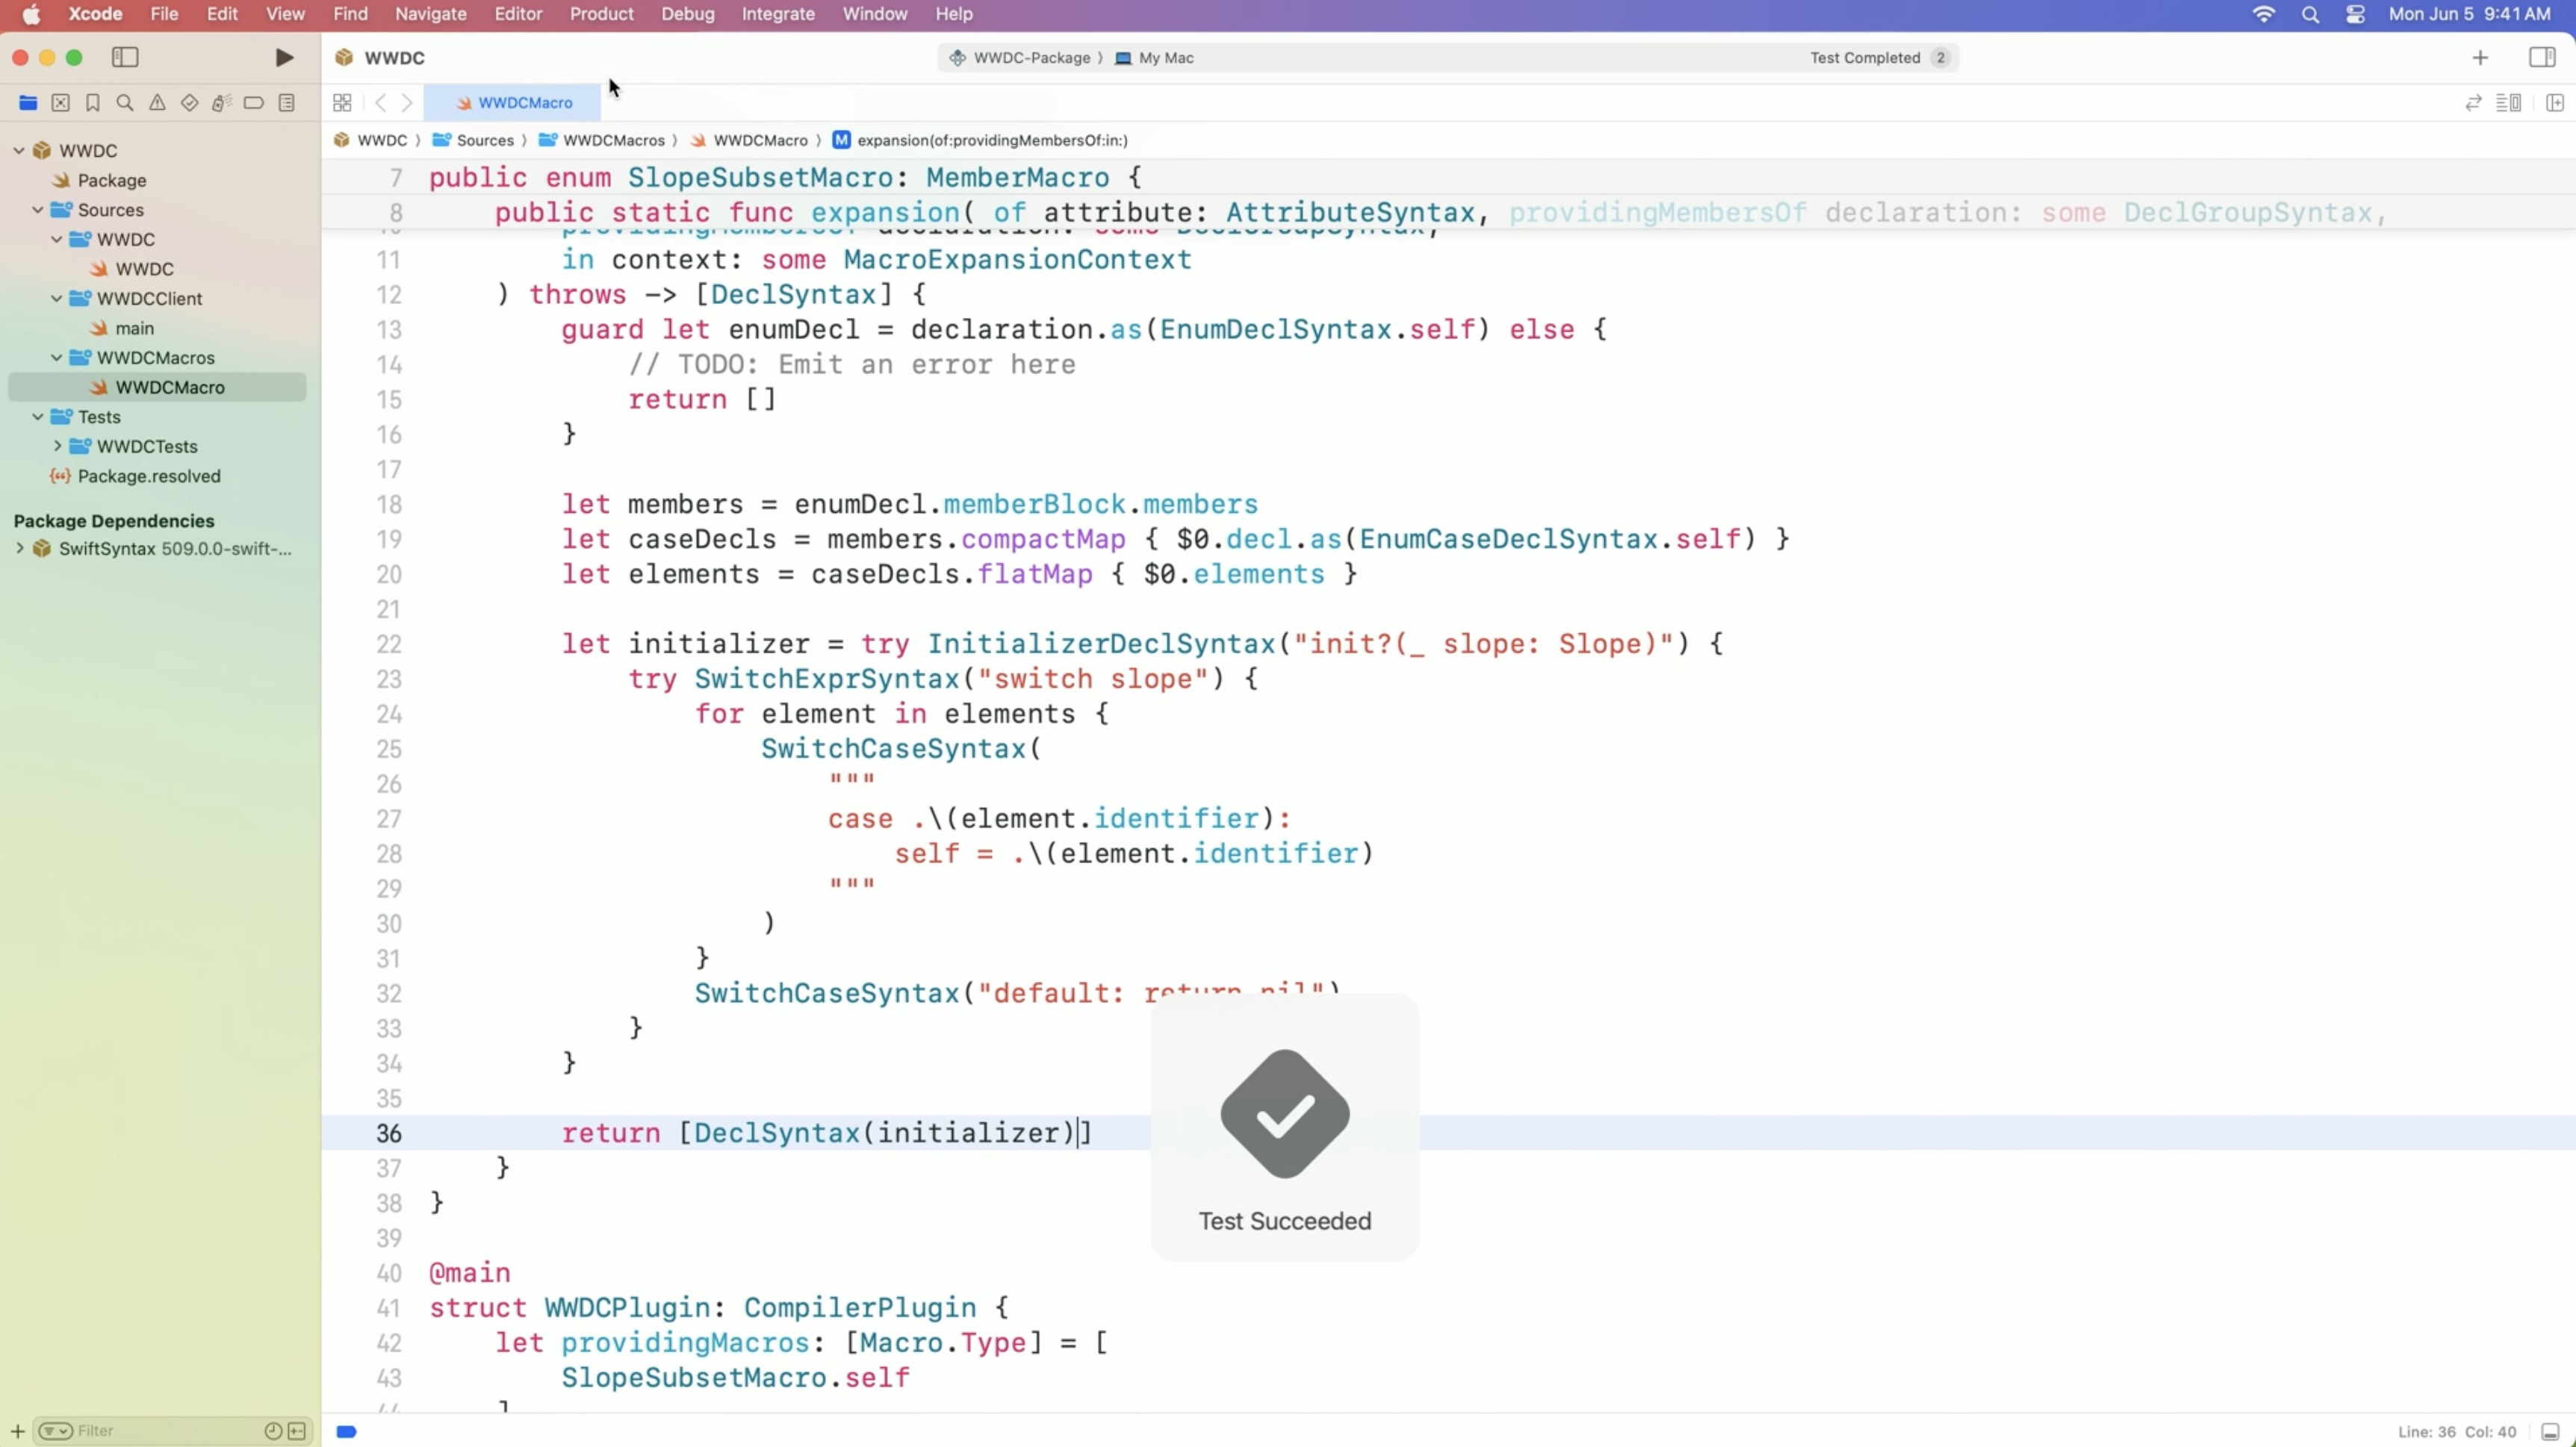 Xcode File Edit View Find Navigate Editor Product Debug Integrate Window Help Mon Jun 5 9:41 AM
WWDC WWDC-Package 〉 My Mac Test Completed 2
WWDCMacro
WWDC 〉 Sources 〉 WWDCMacros 〉 WWDCMacro 〉 M expansion(of:providingMembersOf:in:)
WWDC
Package
Sources
WWDC
WWDC
WWDCClient
main
WWDCMacros
WWDCMacro
Tests
WWDCTests
Package.resolved
Package Dependencies
SwiftSyntax 509.0.0-swift-...
Filter
7 public enum SlopeSubsetMacro: MemberMacro {
8 public static func expansion( of attribute: AttributeSyntax, providingMembersOf declaration: some DeclGroupSyntax,
10 providingMembersOf declaration: some DeclGroupSyntax,
11 in context: some MacroExpansionContext
12 ) throws -> [DeclSyntax] {
13 guard let enumDecl = declaration.as(EnumDeclSyntax.self) else {
14 // TODO: Emit an error here
15 return []
16 }
17
18 let members = enumDecl.memberBlock.members
19 let caseDecls = members.compactMap { $0.decl.as(EnumCaseDeclSyntax.self) }
20 let elements = caseDecls.flatMap { $0.elements }
21
22 let initializer = try InitializerDeclSyntax("init?(_ slope: Slope)") {
23 try SwitchExprSyntax("switch slope") {
24 for element in elements {
25 SwitchCaseSyntax(
26 """
27 case .\(element.identifier):
28 self = .\(element.identifier)
29 """
30 )
31 }
32 SwitchCaseSyntax("default: return nil")
33 }
34 }
35
36 return [DeclSyntax(initializer)]
37 }
38 }
39
40 @main
41 struct WWDCPlugin: CompilerPlugin {
42 let providingMacros: [Macro.Type] = [
43 SlopeSubsetMacro.self
44 ]
Test Succeeded
Line: 36 Col: 40